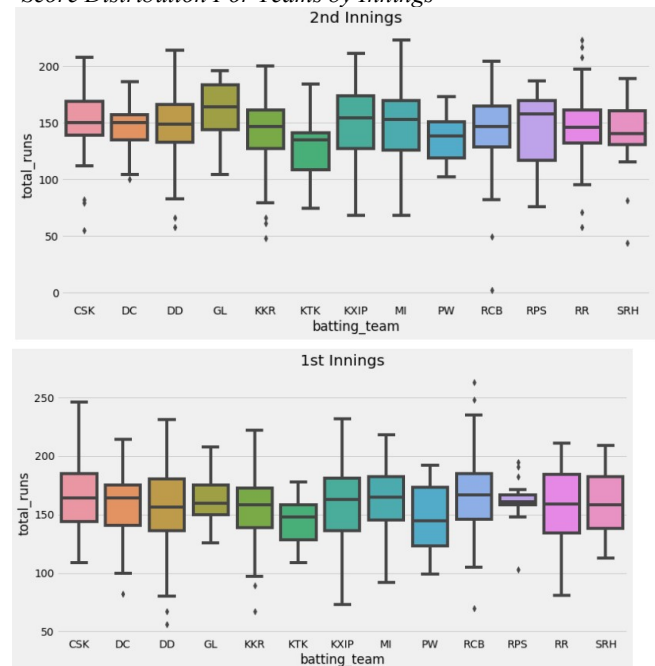 Score Distribution For Teams by Innings
2nd Innings
200
150
100
50
0
total_runs
CSK DC DD GL KKR KTK KXIP MI PW RCB RPS RR SRH
batting_team
1st Innings
250
200
150
100
50
total_runs
CSK DC DD GL KKR KTK KXIP MI PW RCB RPS RR SRH
batting_team